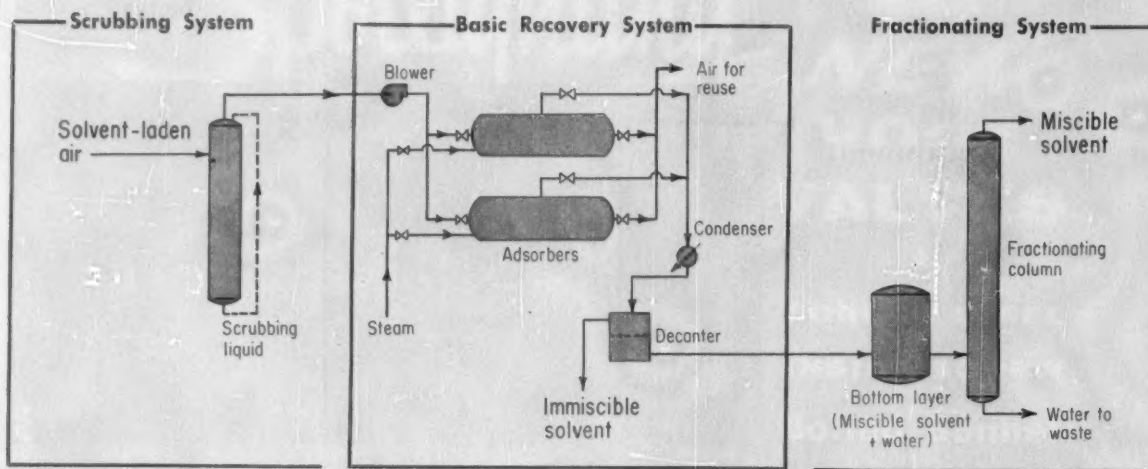 Scrubbing System
Solvent-laden
air
Scrubbing
liquid
Basic Recovery System
Blower
Air for
reuse
Adsorbers
Steam
Condenser
Decanter
Immiscible
solvent
Fractionating System
Miscible
solvent
Fractionating
column
Bottom layer
(Miscible solvent
+ water)
Water to
waste